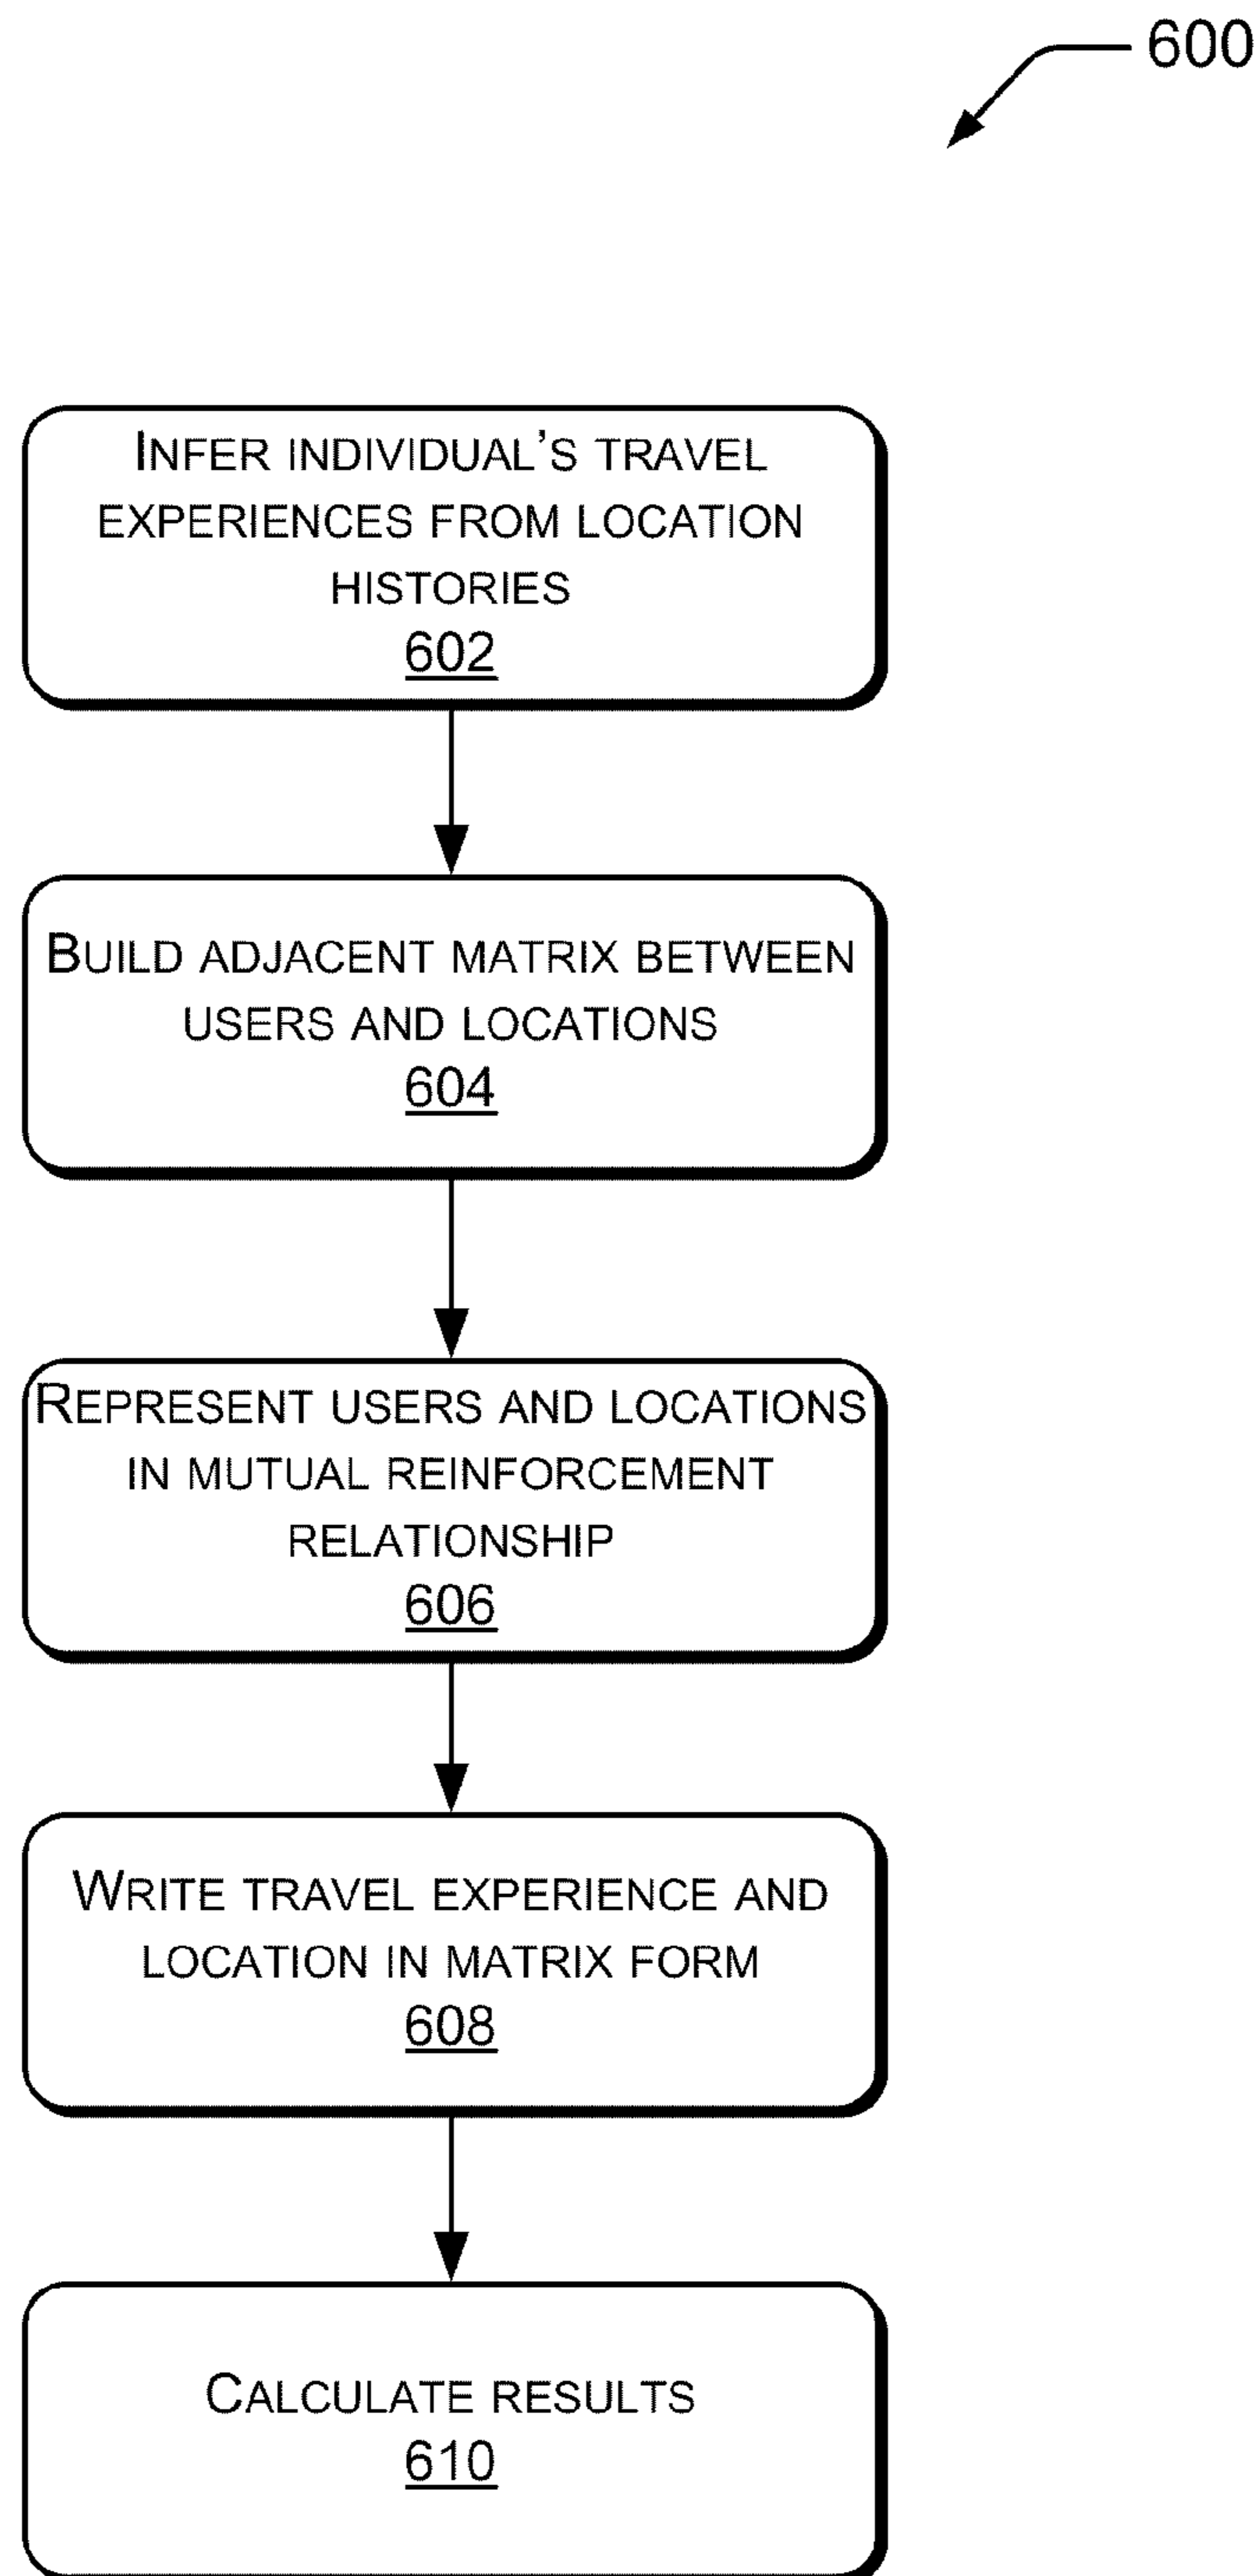 600
INFER INDIVIDUAL'S TRAVEL
EXPERIENCES FROM LOCATION
HISTORIES
602
BUILD ADJACENT MATRIX BETWEEN
USERS AND LOCATIONS
604
REPRESENT USERS AND LOCATIONS
IN MUTUAL REINFORCEMENT
RELATIONSHIP
606
WRITE TRAVEL EXPERIENCE AND
LOCATION IN MATRIX FORM
608
CALCULATE RESULTS
610